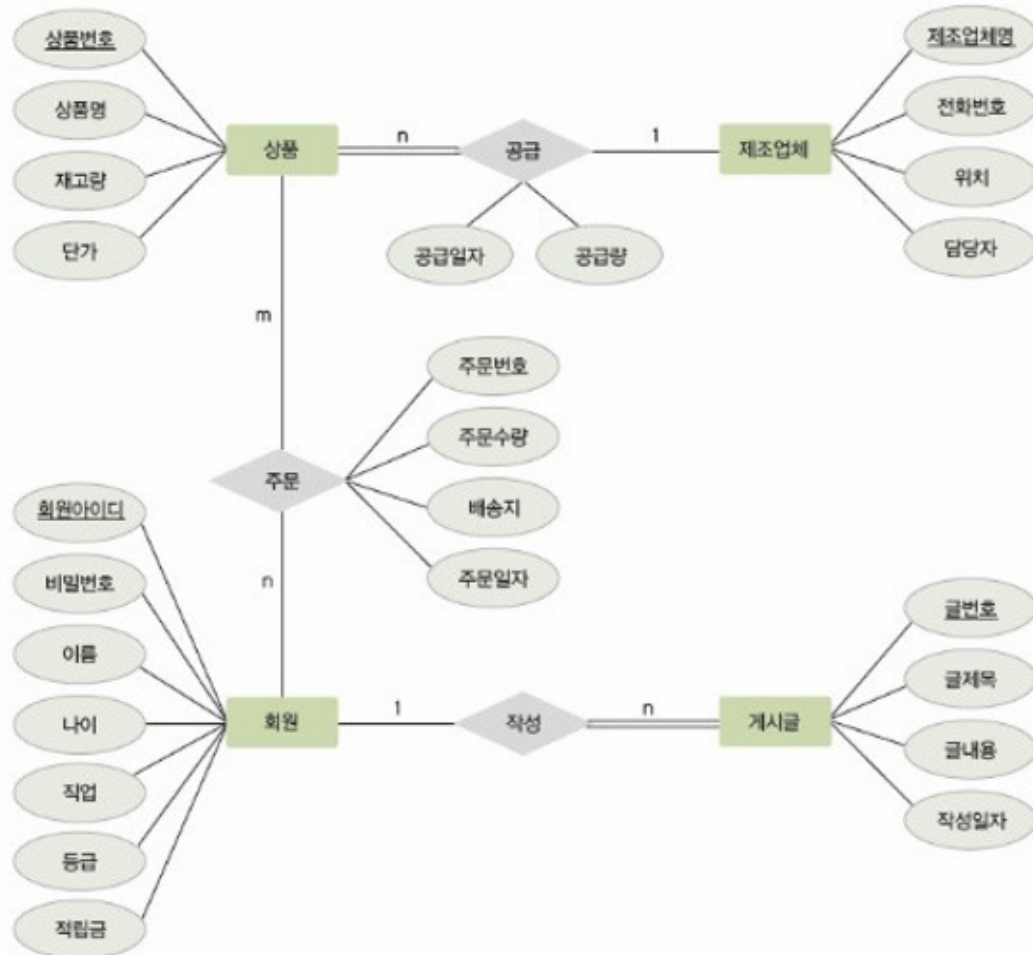 상품번호
상품명
재고량
단가
상품
n
공급
1
제조업체
제조업체명
전화번호
위치
담당자
공급일자
공급량
m
주문
주문번호
주문수량
배송지
주문일자
n
회원아이디
비밀번호
이름
나이
직업
등급
적립금
회원
1
작성
n
게시글
글번호
글제목
글내용
작성일자